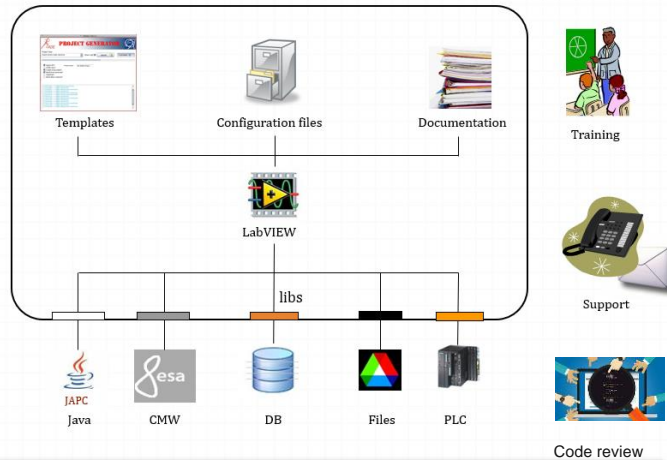 PROJECT GENERATOR
Templates
Configuration files
Documentation
Training
LabVIEW
libs
Support
esa
JAPC
Java
CMW
DB
Files
PLC
Code review